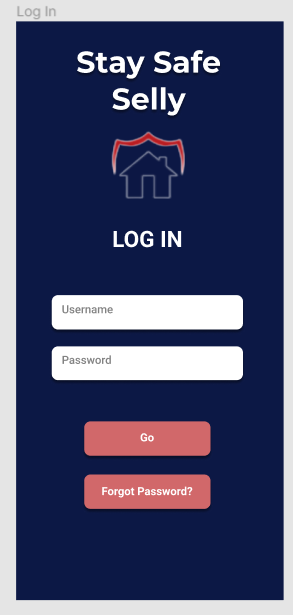 Log In
Stay Safe
Selly
LOG IN
Username
Password
Go
Forgot Password?